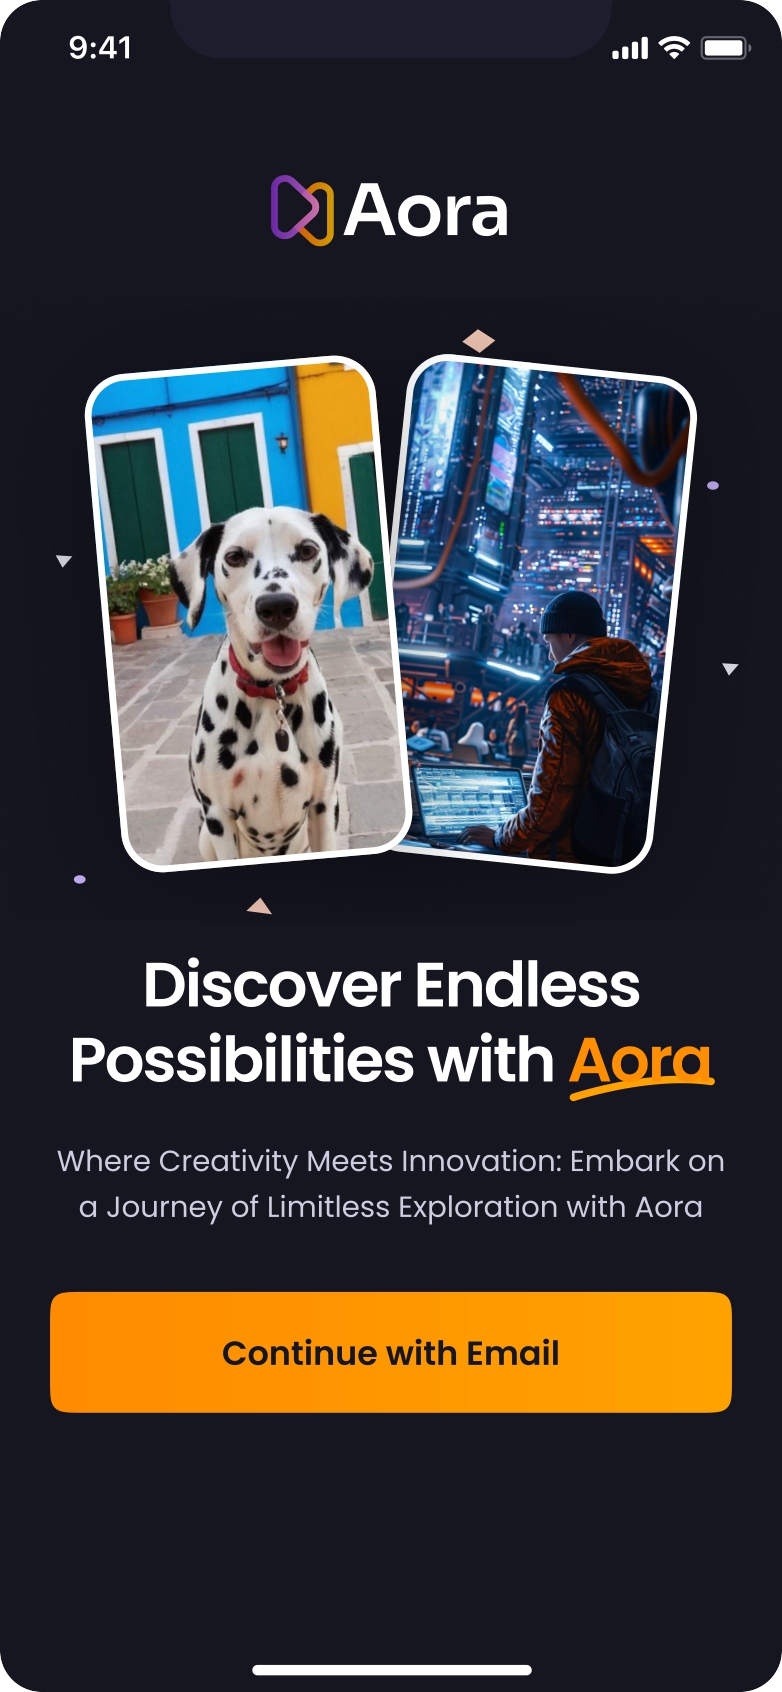 9:41
Aora
Discover Endless
Possibilities with Aora
Where Creativity Meets Innovation: Embark on
a Journey of Limitless Exploration with Aora
Continue with Email